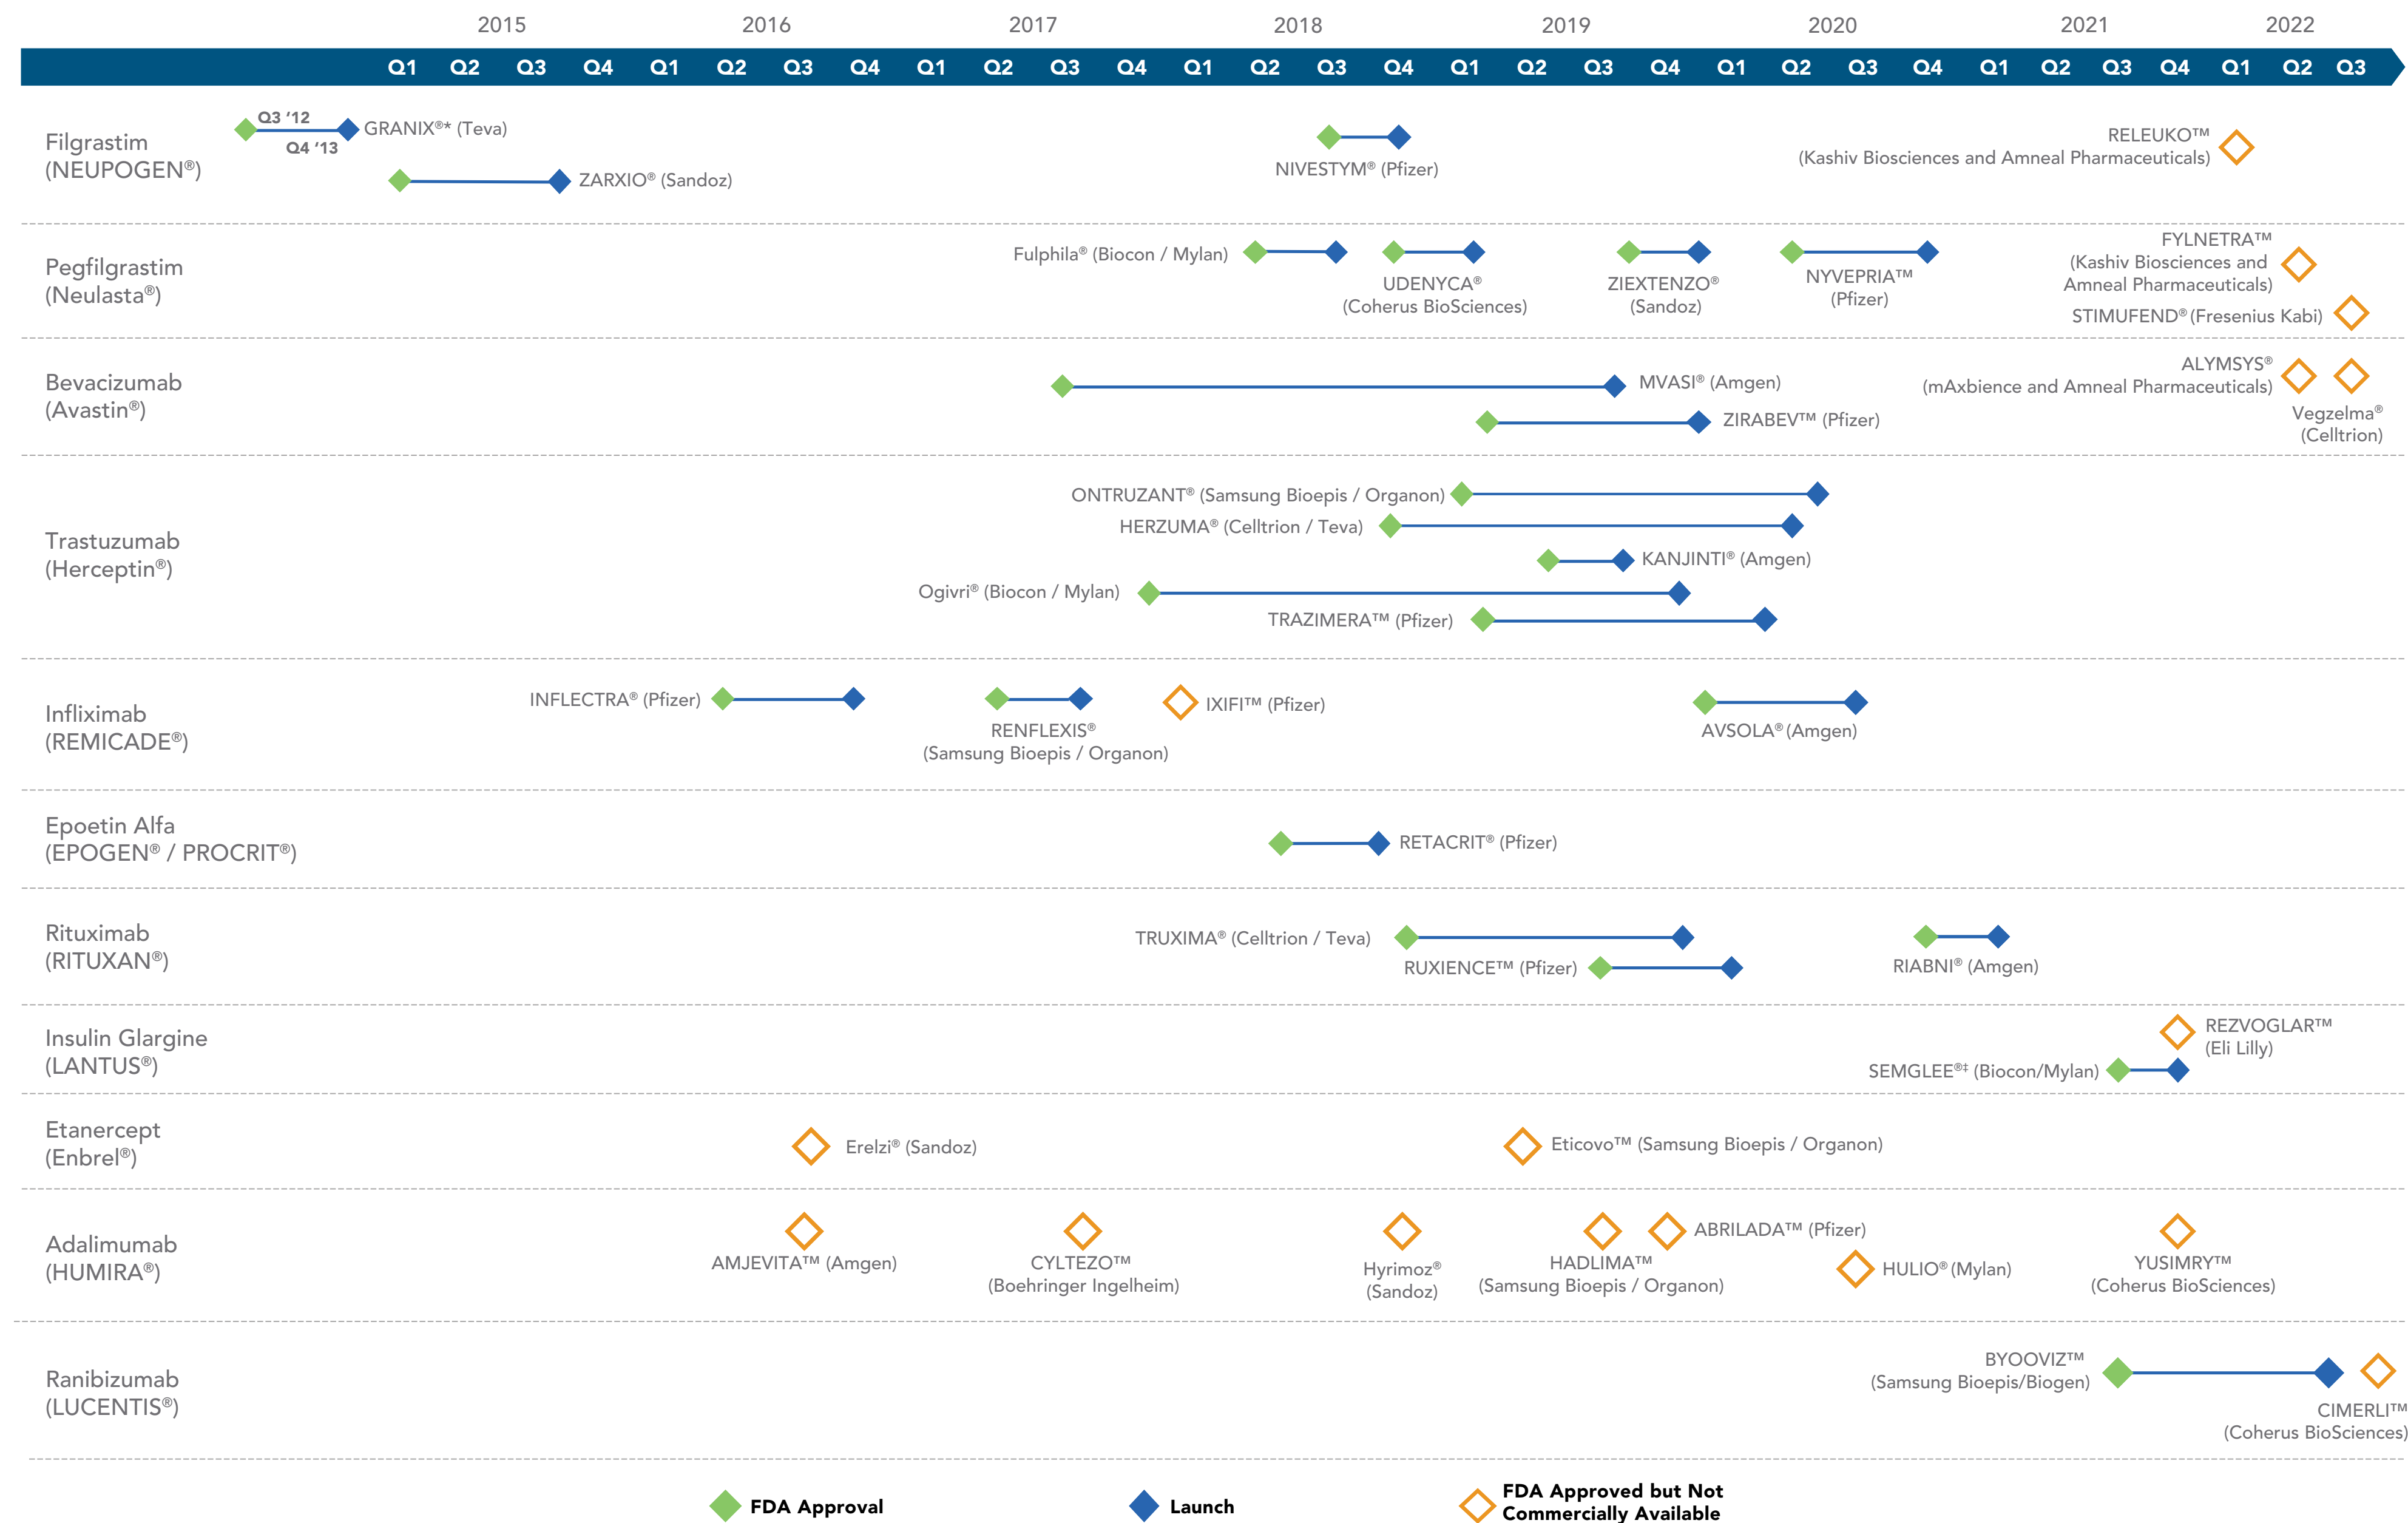 2015 2016 2017 2018 2019 2020 2021 2022
Q1 Q2 Q3 Q4 Q1 Q2 Q3 Q4 Q1 Q2 Q3 Q4 Q1 Q2 Q3 Q4 Q1 Q2 Q3 Q4 Q1 Q2 Q3 Q4 Q1 Q2 Q3 Q4 Q1 Q2 Q3
Filgrastim
(NEUPOGEN®)
Q3 ‘12
Q4 ‘13
GRANIX®* (Teva)
ZARXIO® (Sandoz)
NIVESTYM® (Pfizer)
RELEUKO™
(Kashiv Biosciences and Amneal Pharmaceuticals)
Pegfilgrastim
(Neulasta®)
Fulphila® (Biocon / Mylan)
UDENYCA®
(Coherus BioSciences)
ZIEXTENZO®
(Sandoz)
NYVEPRIA™
(Pfizer)
FYLNETRA™
(Kashiv Biosciences and
Amneal Pharmaceuticals)
STIMUFEND® (Fresenius Kabi)
Bevacizumab
(Avastin®)
MVASI® (Amgen)
ZIRABEV™ (Pfizer)
ALYMSYS®
(mAxbience and Amneal Pharmaceuticals)
Vegzelma®
(Celltrion)
Trastuzumab
(Herceptin®)
ONTRUZANT® (Samsung Bioepis / Organon)
HERZUMA® (Celltrion / Teva)
KANJINTI® (Amgen)
Ogivri® (Biocon / Mylan)
TRAZIMERA™ (Pfizer)
Infliximab
(REMICADE®)
INFLECTRA® (Pfizer)
RENFLEXIS®
(Samsung Bioepis / Organon)
IXIFI™ (Pfizer)
AVSOLA® (Amgen)
Epoetin Alfa
(EPOGEN® / PROCRIT®)
RETACRIT® (Pfizer)
Rituximab
(RITUXAN®)
TRUXIMA® (Celltrion / Teva)
RUXIENCE™ (Pfizer)
RIABNI® (Amgen)
Insulin Glargine
(LANTUS®)
REZVOGLAR™
(Eli Lilly)
SEMGLEE®‡ (Biocon/Mylan)
Etanercept
(Enbrel®)
Erelzi® (Sandoz)
Eticovo™ (Samsung Bioepis / Organon)
Adalimumab
(HUMIRA®)
AMJEVITA™ (Amgen)
CYLTEZO™
(Boehringer Ingelheim)
Hyrimoz®
(Sandoz)
HADLIMA™
(Samsung Bioepis / Organon)
ABRILADA™ (Pfizer)
HULIO® (Mylan)
YUSIMRY™
(Coherus BioSciences)
Ranibizumab
(LUCENTIS®)
BYOOVIZ™
(Samsung Bioepis/Biogen)
CIMERLI™
(Coherus BioSciences)
FDA Approval
Launch
FDA Approved but Not
Commercially Available